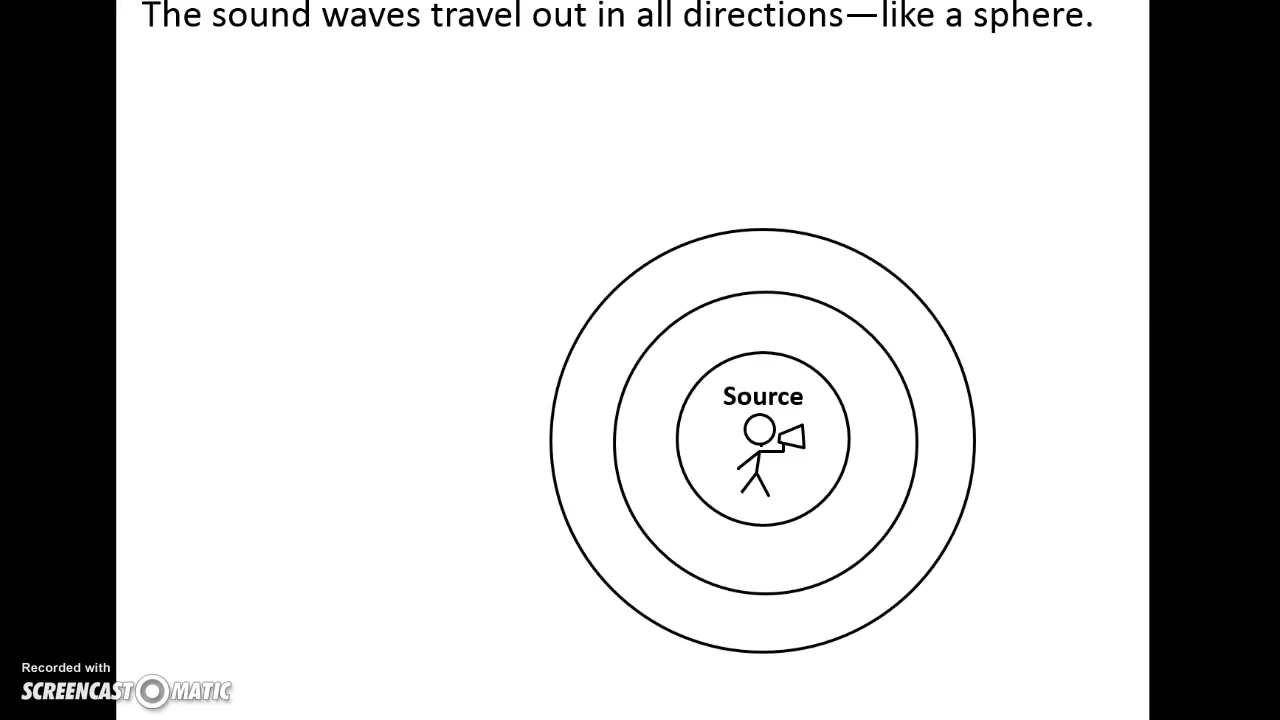 The sound waves travel out in all directions—like a sphere.
Source
Recorded with
SCREENCAST MATIC